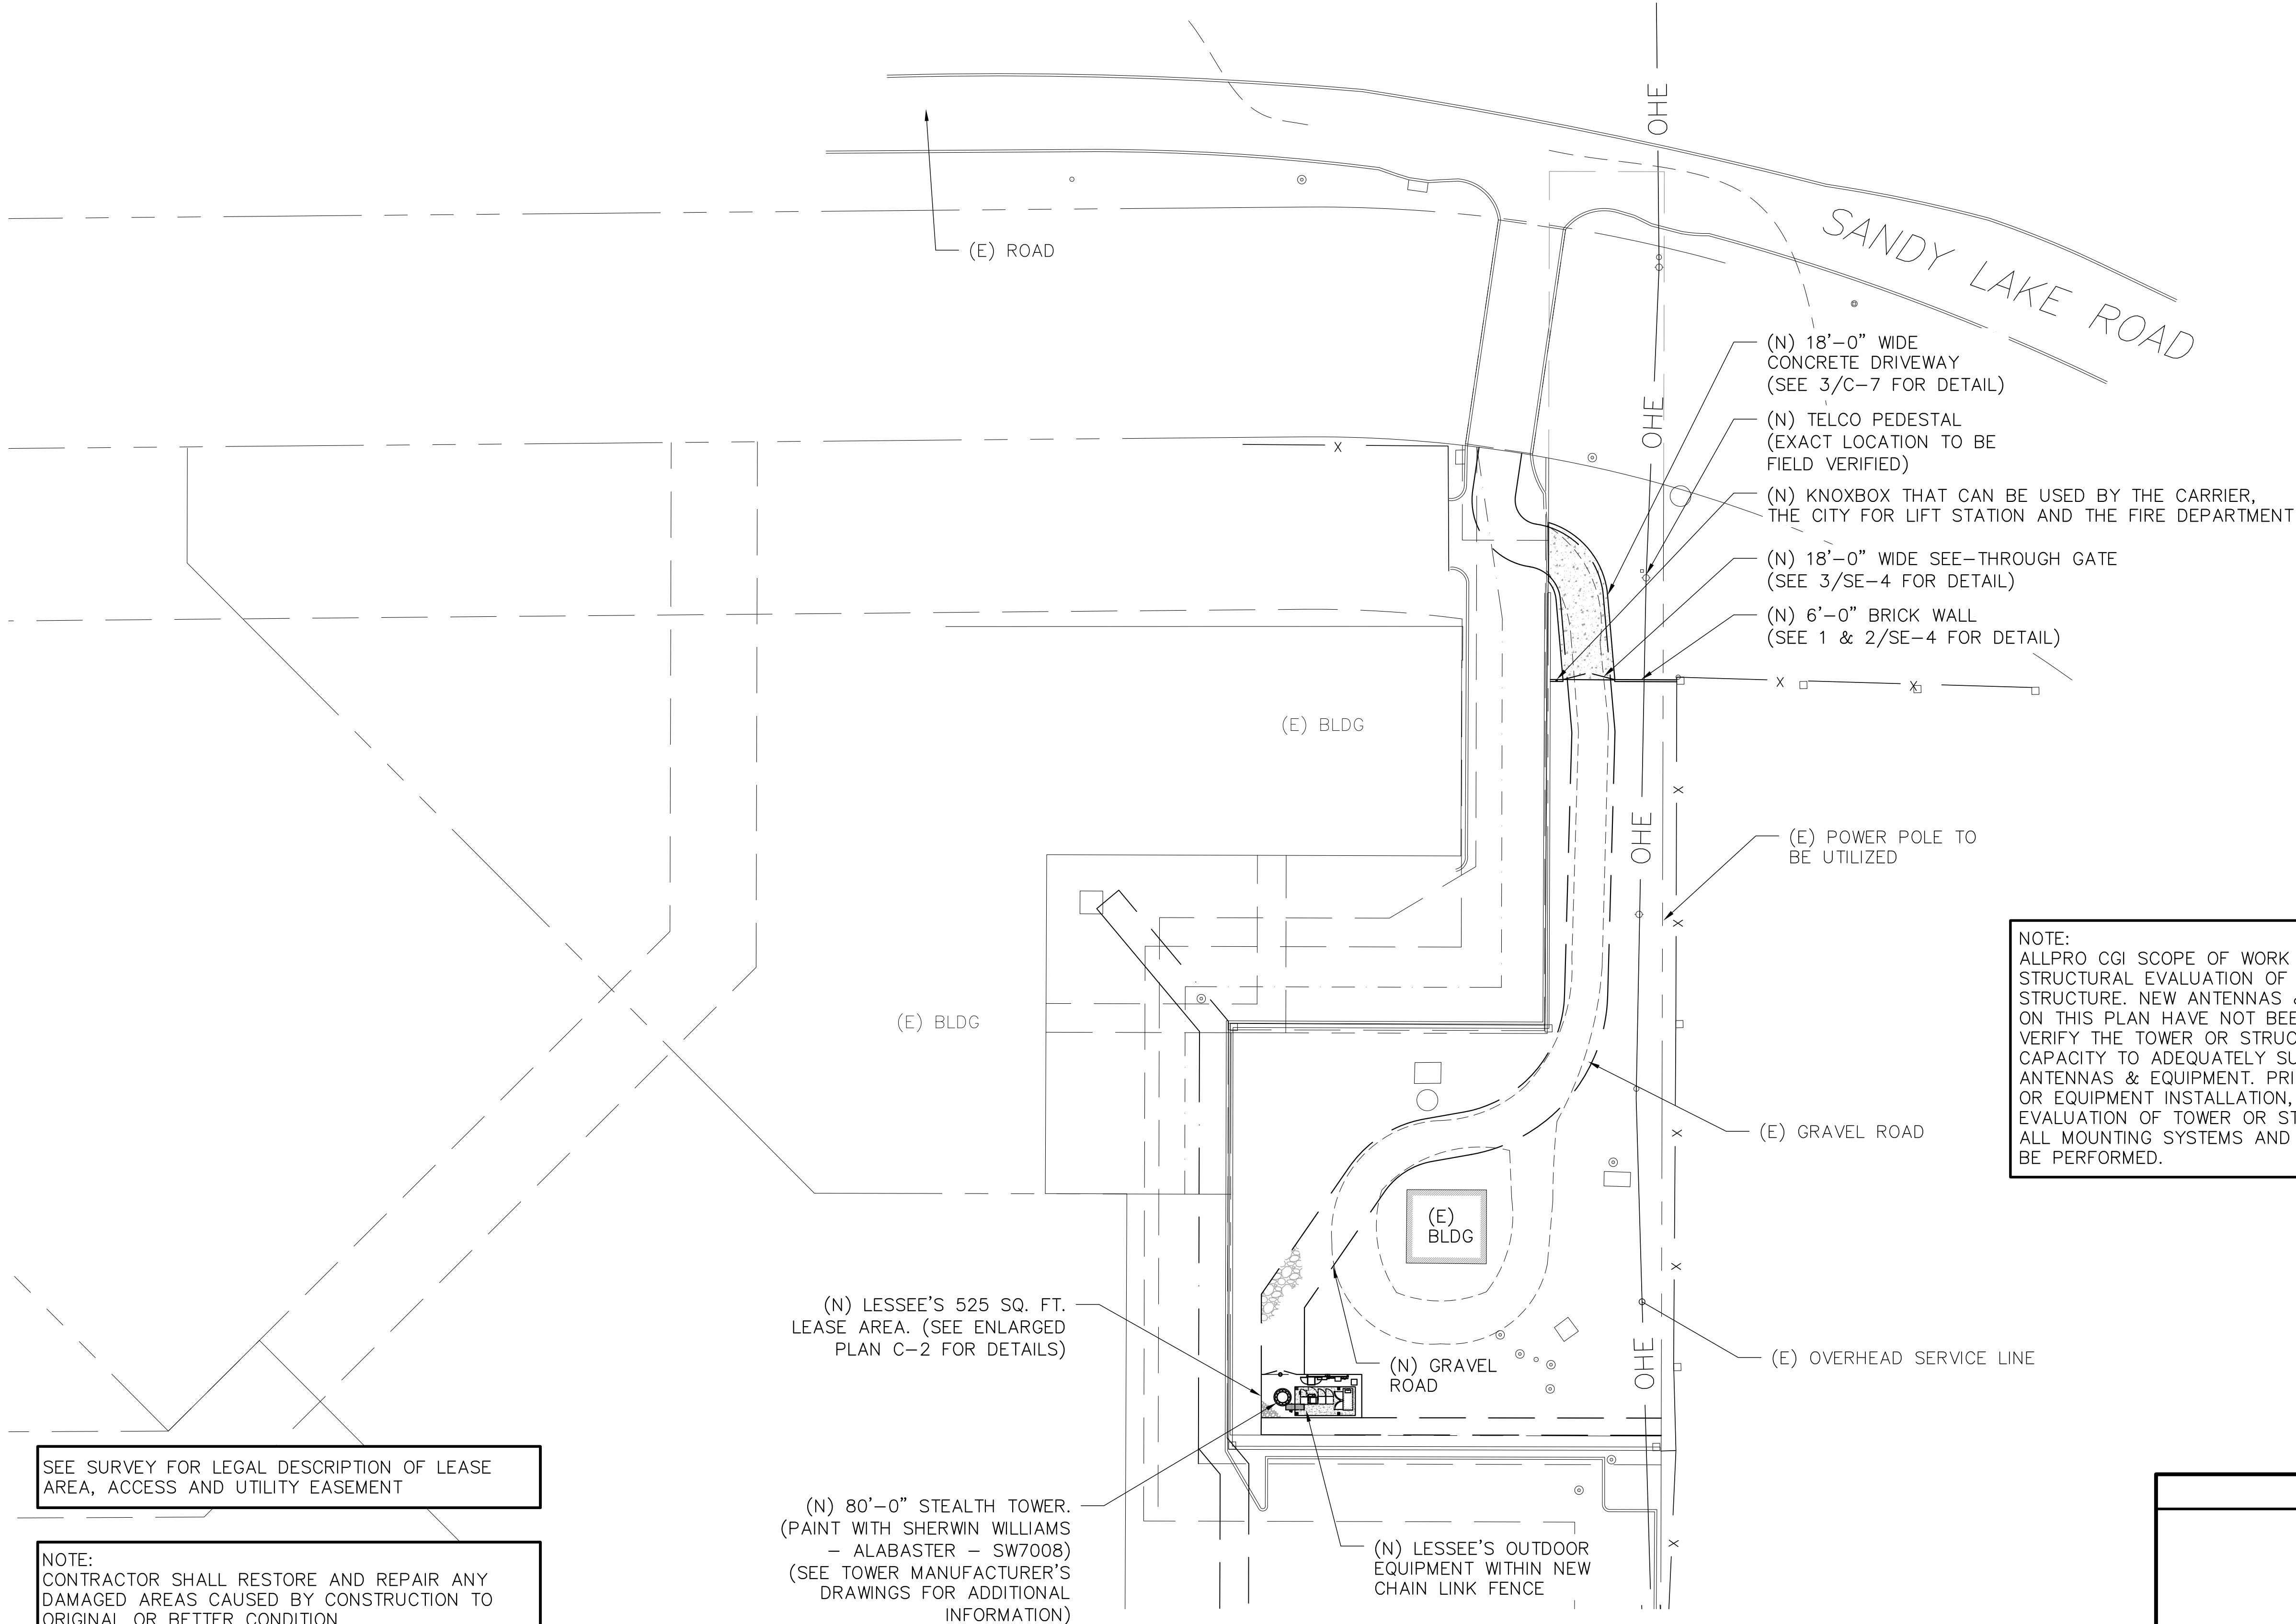 OHE
(E) ROAD
SANDY LAKE ROAD
(N) 18'-0" WIDE
CONCRETE DRIVEWAY
(SEE 3/C-7 FOR DETAIL)
OHE
(N) TELCO PEDESTAL
(EXACT LOCATION TO BE
FIELD VERIFIED)
X
(N) KNOXBOX THAT CAN BE USED BY THE CARRIER,
THE CITY FOR LIFT STATION AND THE FIRE DEPARTMENT
(N) 18'-0" WIDE SEE-THROUGH GATE
(SEE 3/SE-4 FOR DETAIL)
(N) 6'-0" BRICK WALL
(SEE 1 & 2/SE-4 FOR DETAIL)
X
X
(E) BLDG
X
OHE
(E) POWER POLE TO
BE UTILIZED
X
NOTE:
ALLPRO CGI SCOPE OF WORK
STRUCTURAL EVALUATION OF
STRUCTURE. NEW ANTENNAS &
ON THIS PLAN HAVE NOT BEE
VERIFY THE TOWER OR STRUC
CAPACITY TO ADEQUATELY SU
ANTENNAS & EQUIPMENT. PRI
OR EQUIPMENT INSTALLATION,
EVALUATION OF TOWER OR ST
ALL MOUNTING SYSTEMS AND
BE PERFORMED.
(E) BLDG
X
(E) GRAVEL ROAD
(E)
BLDG
X
(N) LESSEE'S 525 SQ. FT.
LEASE AREA. (SEE ENLARGED
PLAN C-2 FOR DETAILS)
(N) GRAVEL
ROAD
OHE
(E) OVERHEAD SERVICE LINE
SEE SURVEY FOR LEGAL DESCRIPTION OF LEASE
AREA, ACCESS AND UTILITY EASEMENT
(N) 80'-0" STEALTH TOWER.
(PAINT WITH SHERWIN WILLIAMS
- ALABASTER - SW7008)
(SEE TOWER MANUFACTURER'S
DRAWINGS FOR ADDITIONAL
INFORMATION)
(N) LESSEE'S OUTDOOR
EQUIPMENT WITHIN NEW
CHAIN LINK FENCE
X
NOTE:
CONTRACTOR SHALL RESTORE AND REPAIR ANY
DAMAGED AREAS CAUSED BY CONSTRUCTION TO
ORIGINAL OR BETTER CONDITION